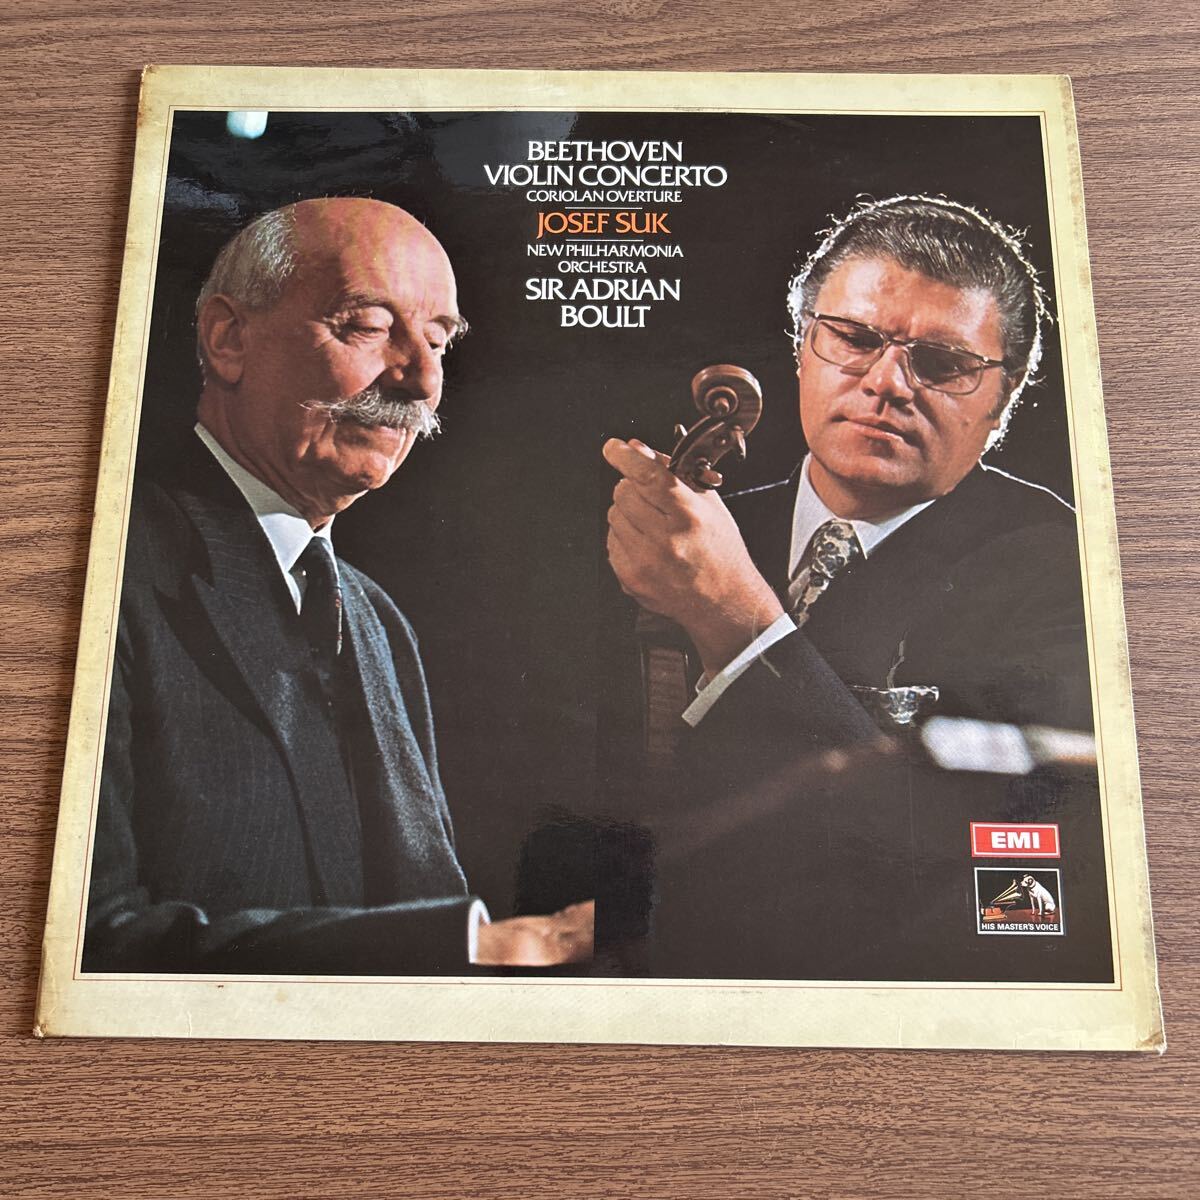 BEETHOVEN
VIOLIN CONCERTO
CORIOLAN OVERTURE
JOSEF SUK
NEW PHILHARMONIA
ORCHESTRA
SIR ADRIAN
BOULT
EMI
HIS MASTER'S VOICE